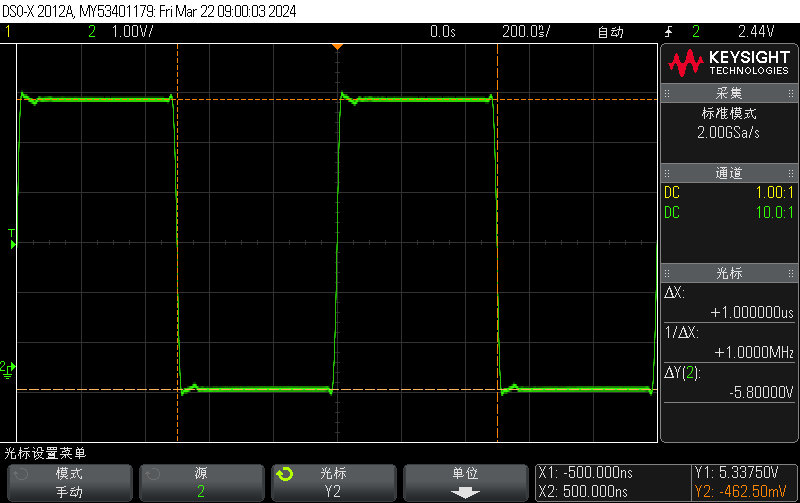 DSO-X 2012A, MY53401179: Fri Mar 22 09:00:03 2024
1 2 1.00V/ 0.0s 200.0ns/ 自动 2 2.44V
KEYSIGHT
TECHNOLOGIES
采集
标准模式
2.00GSa/s
通道
DC 1.00:1
DC 10.0:1
T
光标
ΔX:
+1.000000us
1/ΔX:
+1.0000MHz
ΔY(2):
-5.80000V
2
光标设置菜单
模式
手动
源
2
光标
Y2
单位
X1: -500.000ns
X2: 500.000ns
Y1: 5.33750V
Y2: -462.50mV